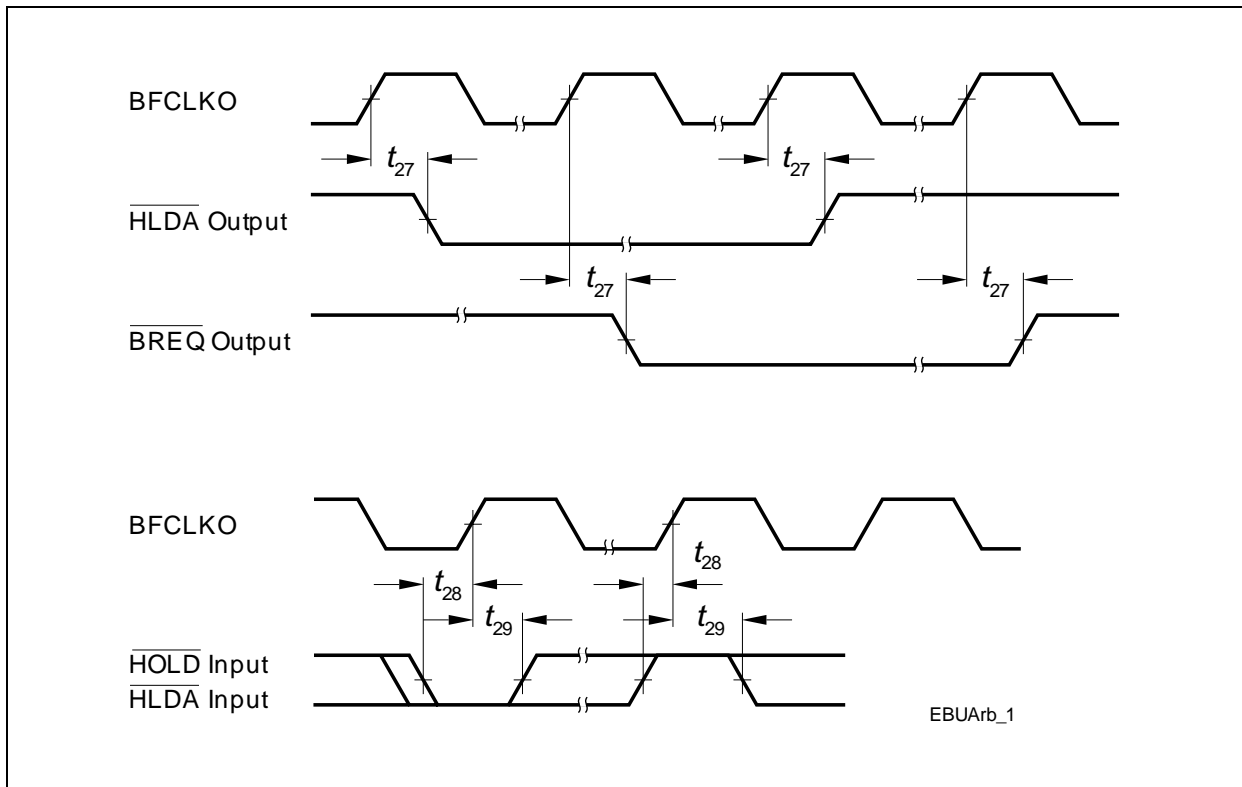 BFCLKO
t27 t27
HLDA Output
t27 t27
BREQ Output
BFCLKO
t28 t28
t29 t29
HOLD Input
HLDA Input
EBUArb_1